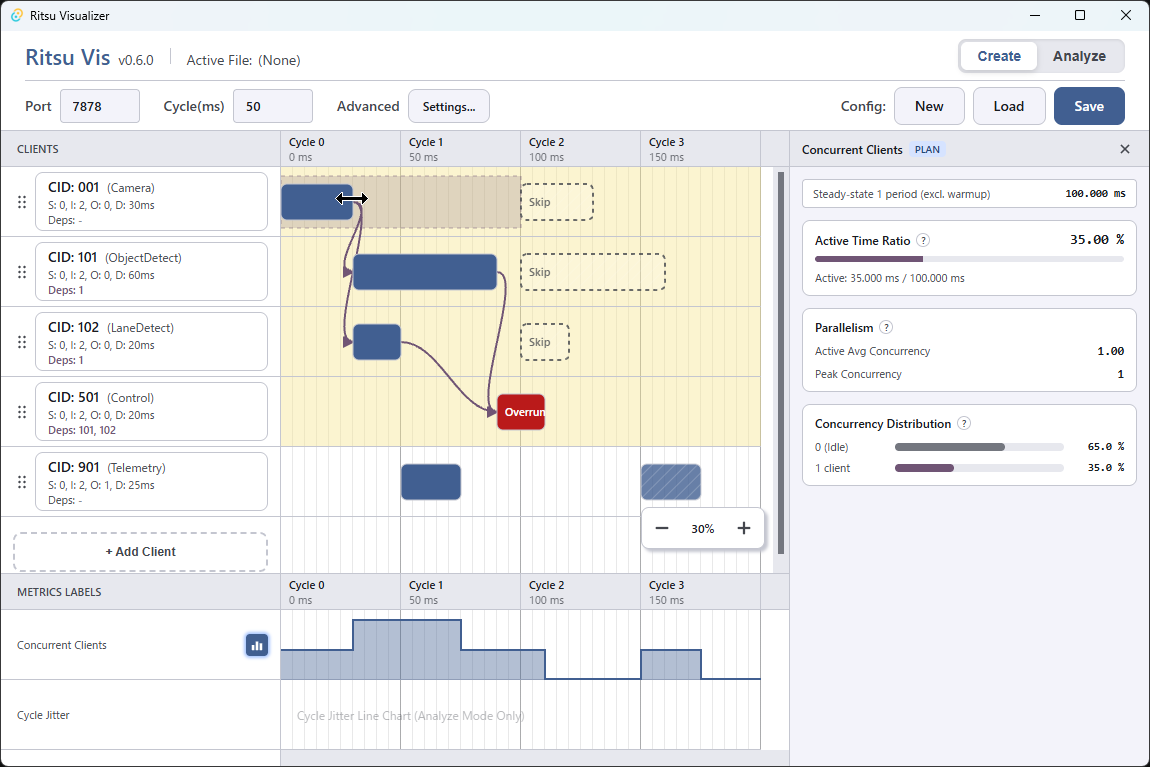 Ritsu Visualizer
Ritsu Vis v0.6.0 Active File: (None)
Create Analyze
Port 7878 Cycle(ms) 50 Advanced Settings... Config: New Load Save
CLIENTS
Cycle 0 Cycle 1 Cycle 2 Cycle 3
0 ms 50 ms 100 ms 150 ms
CID: 001 (Camera)
S: 0, I: 2, O: 0, D: 30ms
Deps: -
Skip
CID: 101 (ObjectDetect)
S: 0, I: 2, O: 0, D: 60ms
Deps: 1
Skip
CID: 102 (LaneDetect)
S: 0, I: 2, O: 0, D: 20ms
Deps: 1
Skip
CID: 501 (Control)
S: 0, I: 2, O: 0, D: 20ms
Deps: 101, 102
Overrun
CID: 901 (Telemetry)
S: 0, I: 2, O: 1, D: 25ms
Deps: -
30%
+ Add Client
METRICS LABELS
Cycle 0 Cycle 1 Cycle 2 Cycle 3
0 ms 50 ms 100 ms 150 ms
Concurrent Clients
Cycle Jitter
Cycle Jitter Line Chart (Analyze Mode Only)
Concurrent Clients PLAN
Steady-state 1 period (excl. warmup) 100.000 ms
Active Time Ratio ? 35.00 %
Active: 35.000 ms / 100.000 ms
Parallelism ?
Active Avg Concurrency 1.00
Peak Concurrency 1
Concurrency Distribution ?
0 (Idle) 65.0 %
1 client 35.0 %